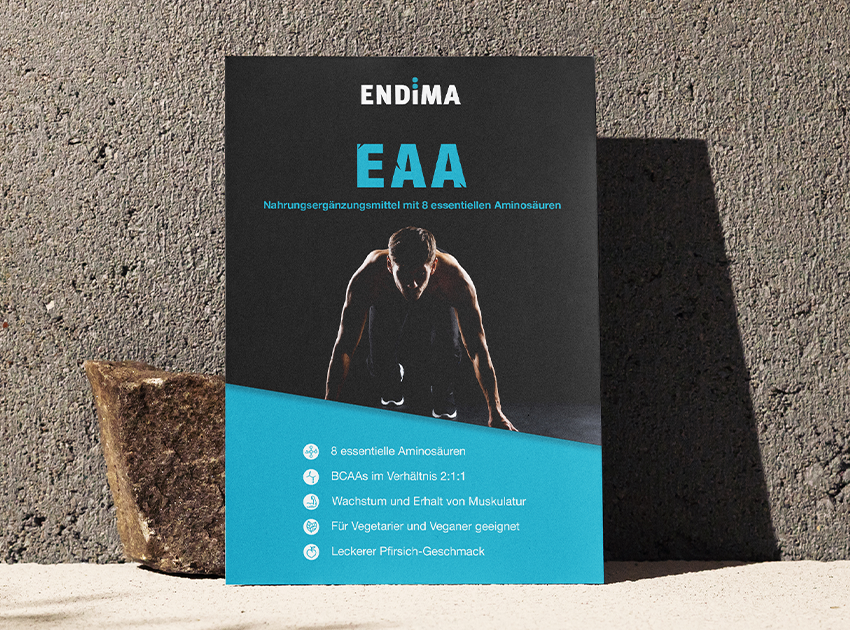 ENDiMA
EAA
Nahrungsergänzungsmittel mit 8 essentiellen Aminosäuren
8 essentielle Aminosäuren
BCAAs im Verhältnis 2:1:1
Wachstum und Erhalt von Muskulatur
Für Vegetarier und Veganer geeignet
Leckerer Pfirsich-Geschmack